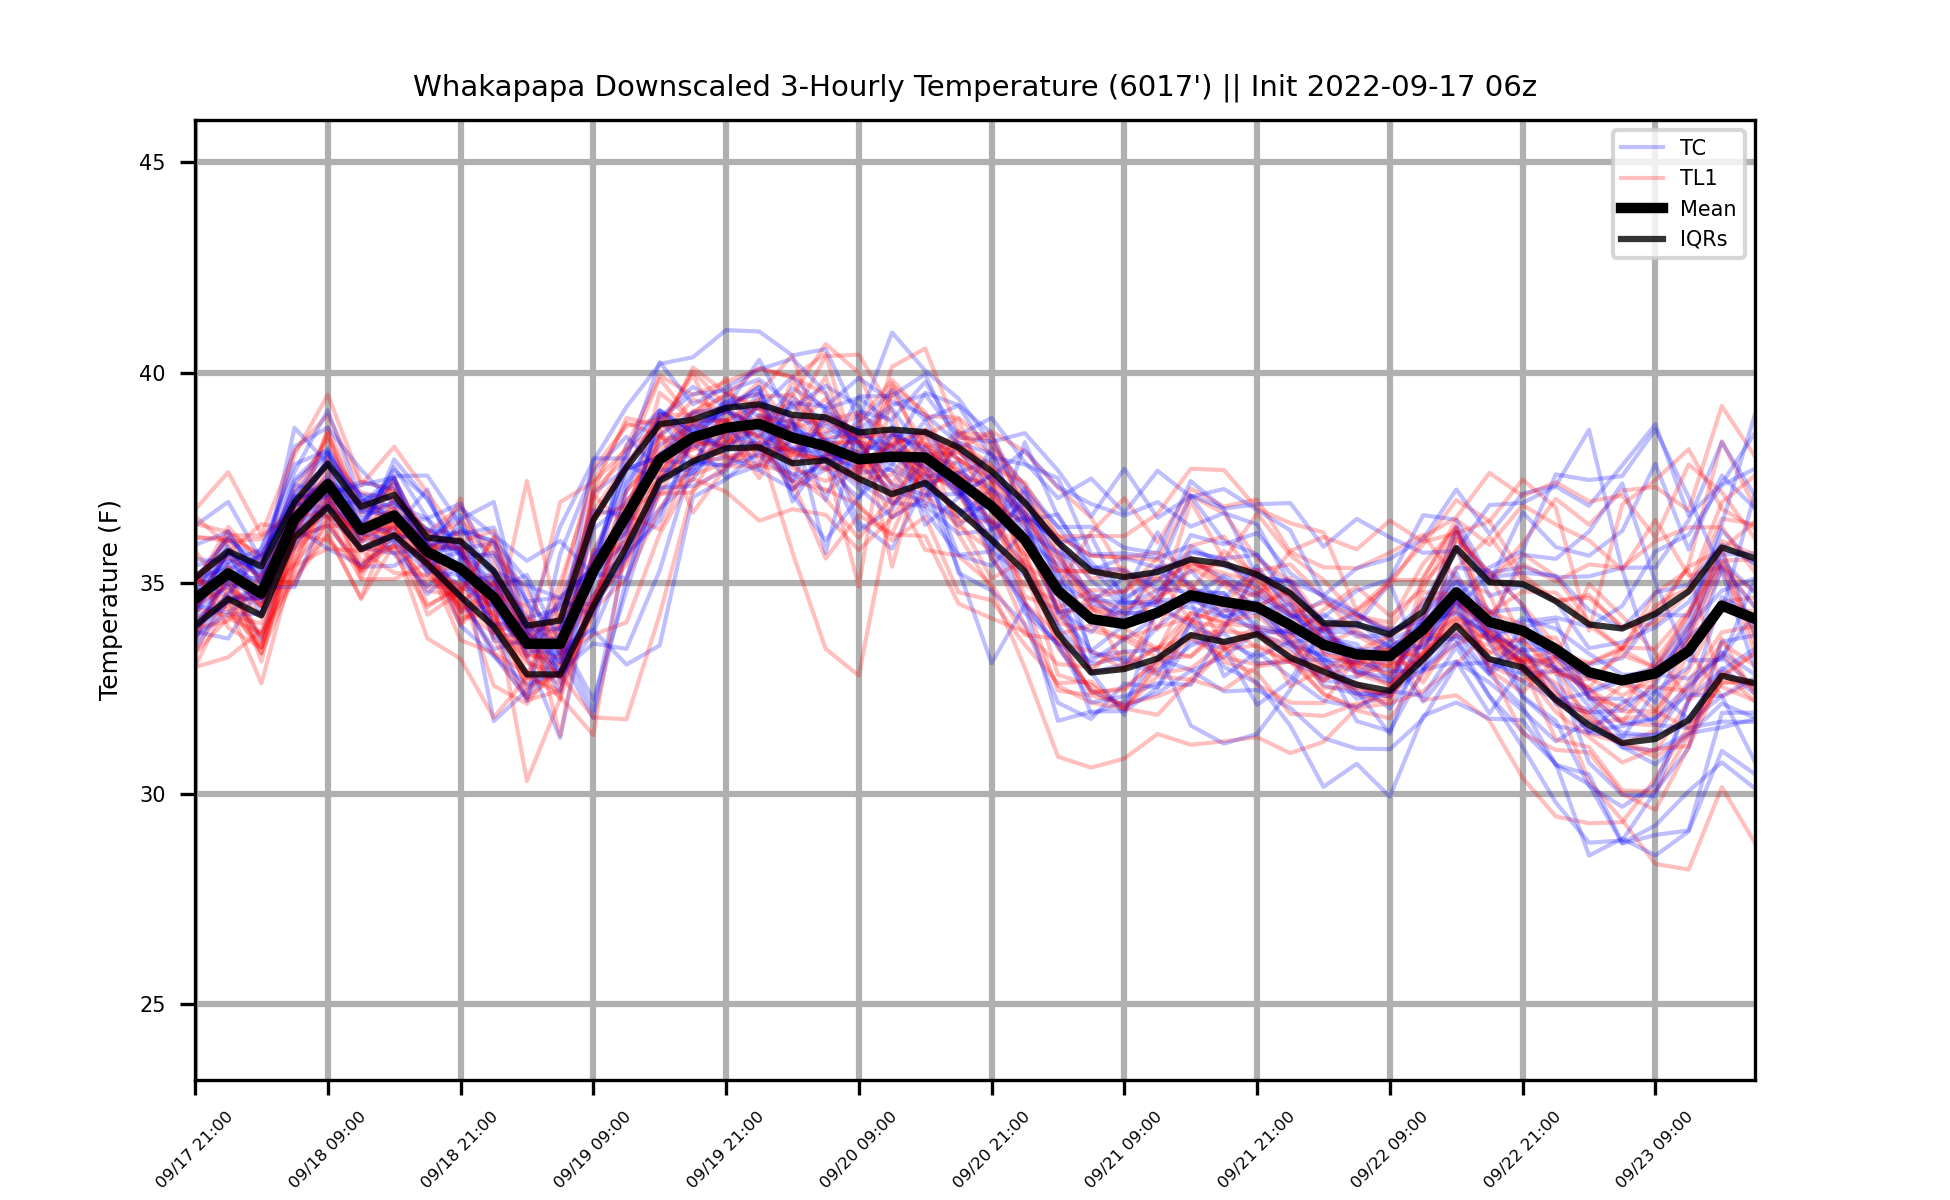 Whakapapa Downscaled 3-Hourly Temperature (6017') || Init 2022-09-17 06z
TC
TL1
Mean
IQRs
Temperature (F)
45
40
35
30
25
09/17 21:00
09/18 09:00
09/18 21:00
09/19 09:00
09/19 21:00
09/20 09:00
09/20 21:00
09/21 09:00
09/21 21:00
09/22 09:00
09/22 21:00
09/23 09:00